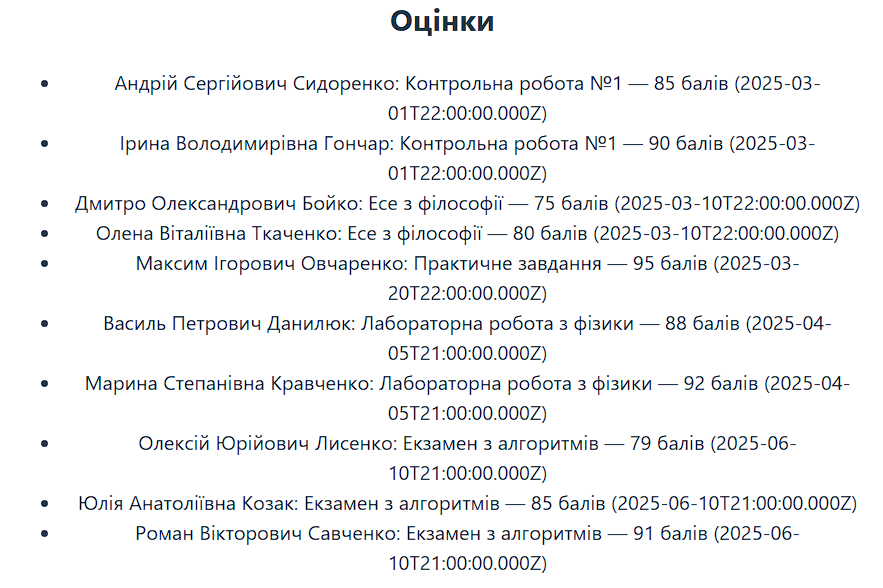 Оцінки
Андрій Сергійович Сидоренко: Контрольна робота №1 — 85 балів (2025-03-
01T22:00:00.000Z)
Ірина Володимирівна Гончар: Контрольна робота №1 — 90 балів (2025-03-
01T22:00:00.000Z)
Дмитро Олександрович Бойко: Есе з філософії — 75 балів (2025-03-10T22:00:00.000Z)
Олена Віталіївна Ткаченко: Есе з філософії — 80 балів (2025-03-10T22:00:00.000Z)
Максим Ігорович Овчаренко: Практичне завдання — 95 балів (2025-03-
20T22:00:00.000Z)
Василь Петрович Данилюк: Лабораторна робота з фізики — 88 балів (2025-04-
05T21:00:00.000Z)
Марина Степанівна Кравченко: Лабораторна робота з фізики — 92 балів (2025-04-
05T21:00:00.000Z)
Олексій Юрійович Лисенко: Екзамен з алгоритмів — 79 балів (2025-06-
10T21:00:00.000Z)
Юлія Анатоліївна Козак: Екзамен з алгоритмів — 85 балів (2025-06-10T21:00:00.000Z)
Роман Вікторович Савченко: Екзамен з алгоритмів — 91 балів (2025-06-
10T21:00:00.000Z)